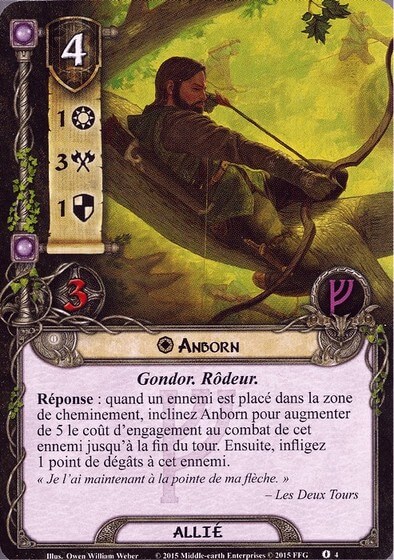 4
1
3
1
3
Anborn
Gondor. Rôdeur.
Réponse : quand un ennemi est placé dans la zone
de cheminement, inclinez Anborn pour augmenter
de 5 le coût d'engagement au combat de cet
ennemi jusqu'à la fin du tour. Ensuite, infligez
1 point de dégâts à cet ennemi.
« Je l'ai maintenant à la pointe de ma flèche. »
– Les Deux Tours
ALLIÉ
Illus. Owen William Weber © 2015 Middle-earth Enterprises © 2015 FFG 4